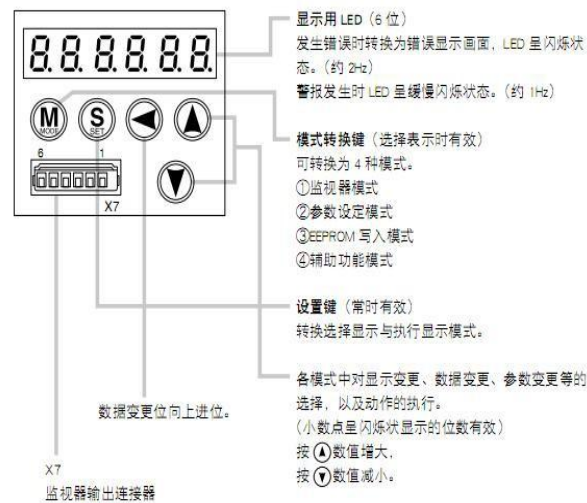 显示用 LED（6 位）
发生错误时转换为错误显示画面，LED 呈闪烁状
态。（约 2Hz）
警报发生时 LED 呈缓慢闪烁状态。（约 1Hz）
8.8.8.8.8.8.
M
MODE
S
SET
6
1
X7
模式转换键（选择表示时有效）
可转换为 4 种模式。
①监视器模式
②参数设定模式
③EEPROM 写入模式
④辅助功能模式
设置键（常时有效）
转换选择显示与执行显示模式。
各模式中对显示变更、数据变更、参数变更等的
选择，以及动作的执行。
（小数点呈闪烁状显示的位数有效）
按▲数值增大，
按▼数值减小。
数据变更位向上进位。
X7
监视器输出连接器